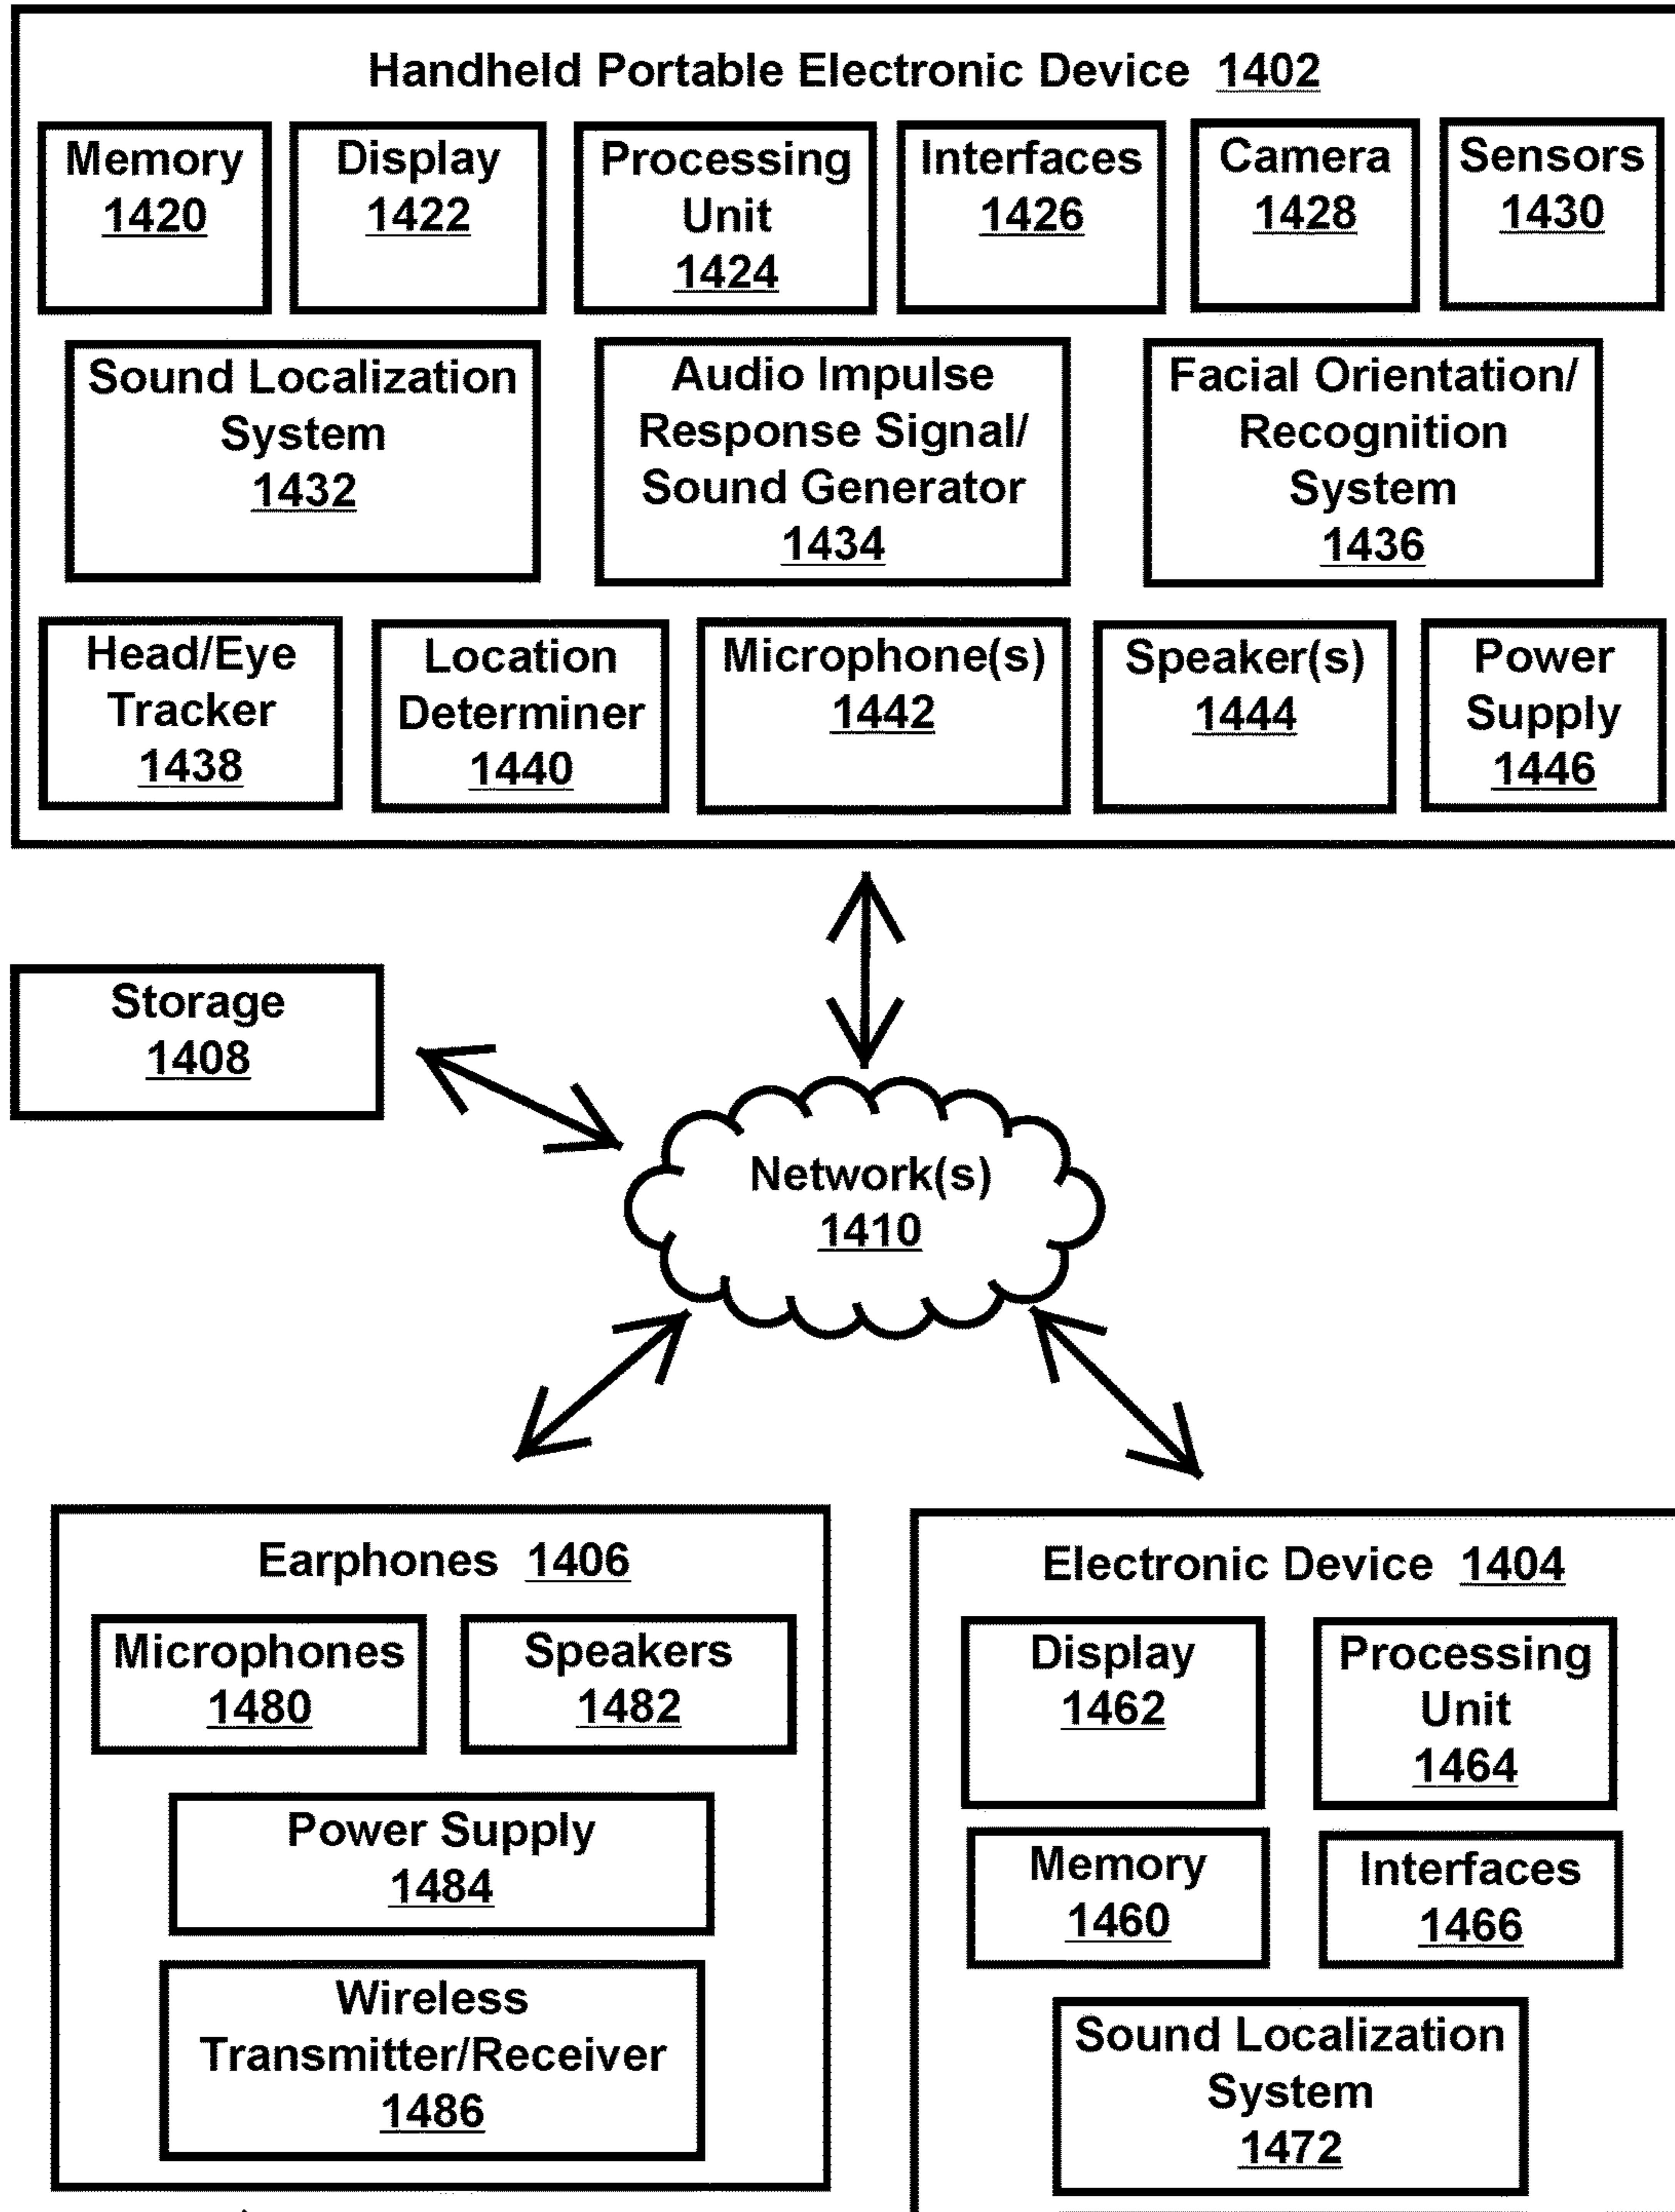 Handheld Portable Electronic Device 1402
Memory
1420
Display
1422
Processing
Unit
1424
Interfaces
1426
Camera
1428
Sensors
1430
Sound Localization
System
1432
Audio Impulse
Response Signal/
Sound Generator
1434
Facial Orientation/
Recognition
System
1436
Head/Eye
Tracker
1438
Location
Determiner
1440
Microphone(s)
1442
Speaker(s)
1444
Power
Supply
1446
Storage
1408
Network(s)
1410
Earphones 1406
Microphones
1480
Speakers
1482
Power Supply
1484
Wireless
Transmitter/Receiver
1486
Electronic Device 1404
Display
1462
Processing
Unit
1464
Memory
1460
Interfaces
1466
Sound Localization
System
1472